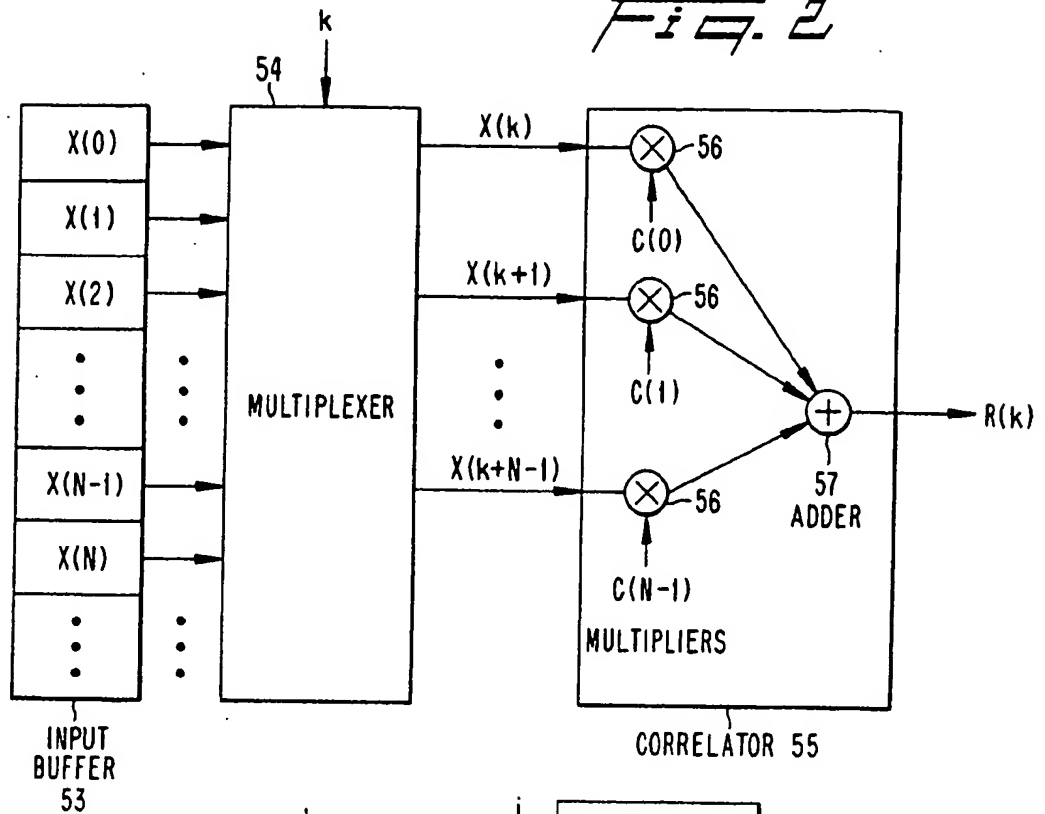 Fig. 2
k
54
X(0)
X(1)
X(2)
X(N-1)
X(N)
INPUT
BUFFER
53
MULTIPLEXER
X(k)
X(k+1)
X(k+N-1)
56
C(0)
56
C(1)
56
C(N-1)
MULTIPLIERS
57
ADDER
R(k)
CORRELATOR 55